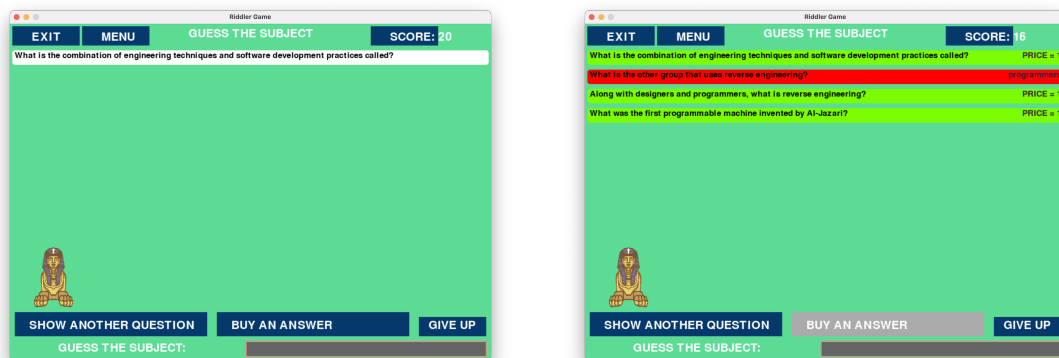 Riddler Game
EXIT MENU GUESS THE SUBJECT SCORE: 20
What is the combination of engineering techniques and software development practices called?
SHOW ANOTHER QUESTION BUY AN ANSWER GIVE UP
GUESS THE SUBJECT:
Riddler Game
EXIT MENU GUESS THE SUBJECT SCORE: 16
What is the combination of engineering techniques and software development practices called? PRICE = 1
What is the other group that uses reverse engineering? programmers
Along with designers and programmers, what is reverse engineering? PRICE = 1
What was the first programmable machine invented by Al-Jazari? PRICE = 1
SHOW ANOTHER QUESTION BUY AN ANSWER GIVE UP
GUESS THE SUBJECT: